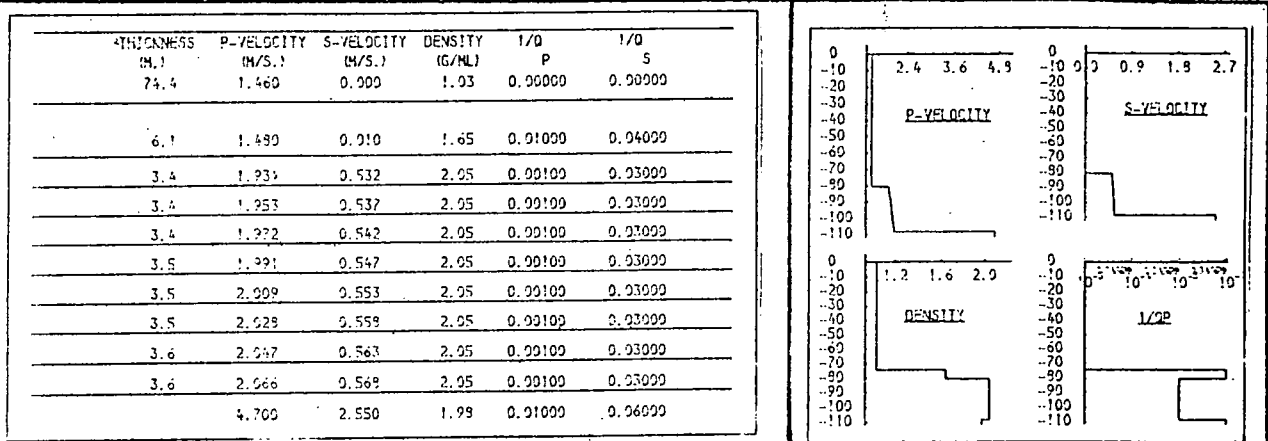 THICKNESS P-VELOCITY S-VELOCITY DENSITY 1/Q 1/Q
(M.) (M/S.) (M/S.) (G/ML) P S
74.4 1.460 0.000 1.03 0.00000 0.00000
6.1 1.480 0.010 1.65 0.01000 0.04000
3.4 1.934 0.532 2.05 0.00100 0.03000
3.4 1.953 0.537 2.05 0.00100 0.03000
3.4 1.972 0.542 2.05 0.00100 0.03000
3.5 1.991 0.547 2.05 0.00100 0.03000
3.5 2.009 0.553 2.05 0.00100 0.03000
3.5 2.028 0.558 2.05 0.00100 0.03000
3.6 2.047 0.563 2.05 0.00100 0.03000
3.6 2.066 0.568 2.05 0.00100 0.03000
4.700 2.550 1.99 0.01000 0.06000
0
-10 2.4 3.6 4.8
-20
-30
-40 P-VELOCITY
-50
-60
-70
-80
-90
-100
-110
0
-10 0.0 0.9 1.8 2.7
-20
-30 S-VELOCITY
-40
-50
-60
-70
-80
-90
-100
-110
0
-10 1.2 1.6 2.0
-20
-30
-40 DENSITY
-50
-60
-70
-80
-90
-100
-110
0
-10
-20
-30
-40 1/QP
-50
-60
-70
-80
-90
-100
-110